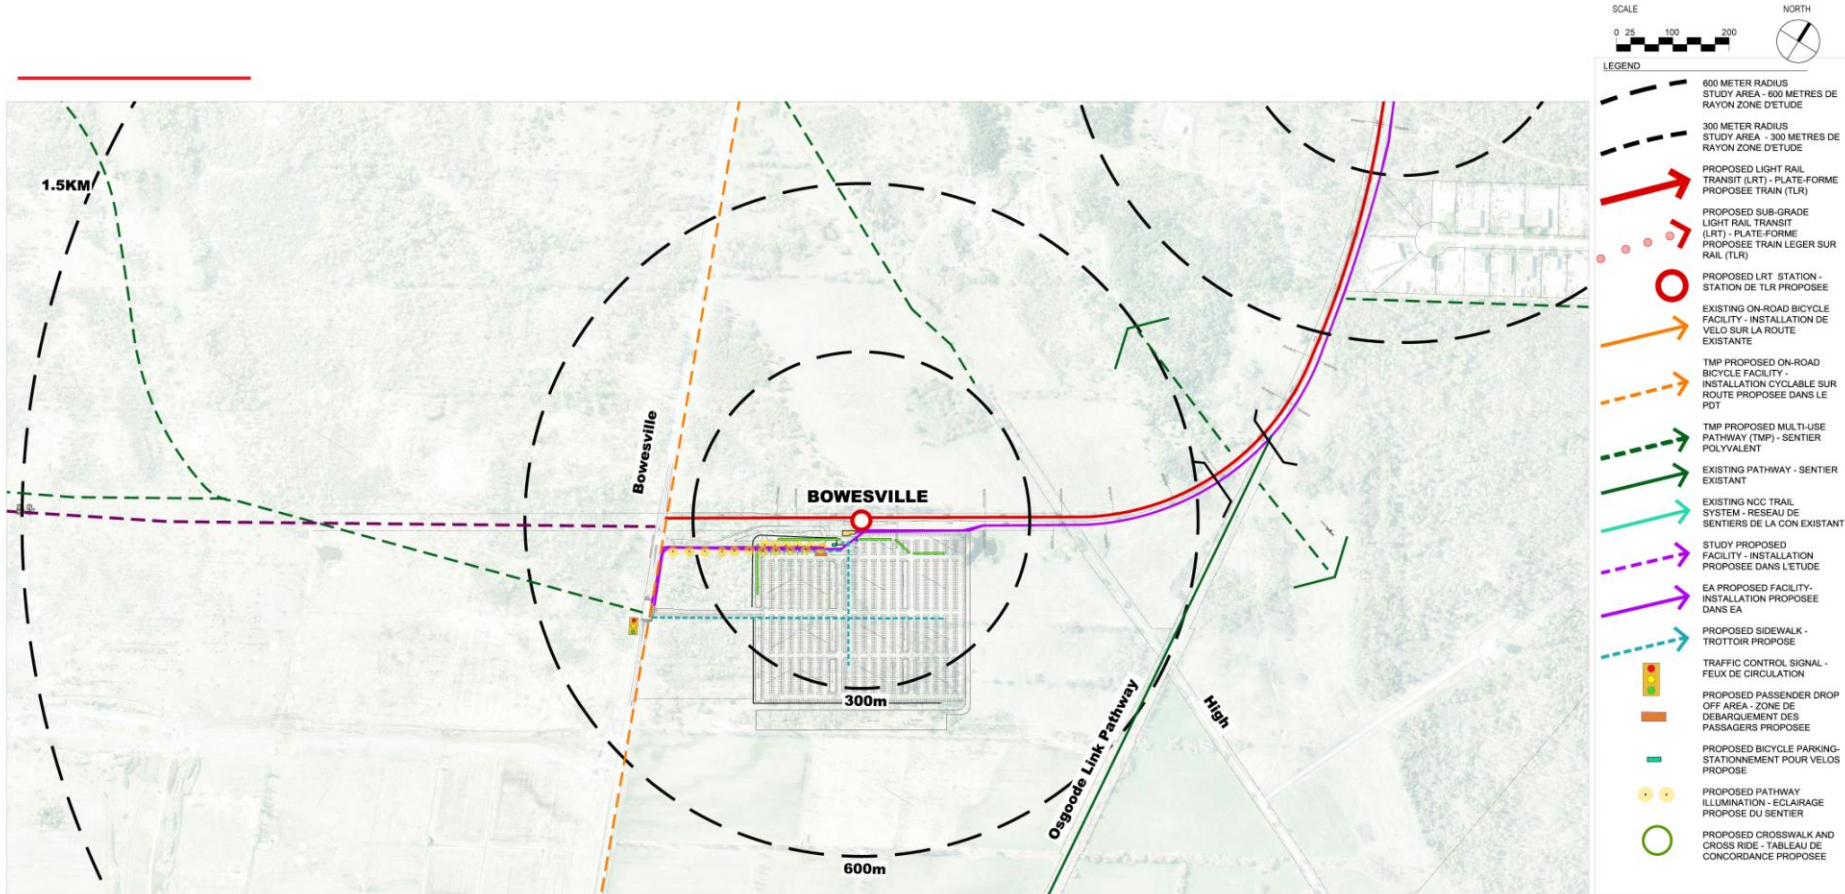 SCALE
NORTH
0 25 100 200
LEGEND
600 METER RADIUS
STUDY AREA - 600 METRES DE
RAYON ZONE D'ETUDE
300 METER RADIUS
STUDY AREA - 300 METRES DE
RAYON ZONE D'ETUDE
PROPOSED LIGHT RAIL
TRANSIT (LRT) - PLATE-FORME
PROPOSEE TRAIN (TLR)
PROPOSED SUB-GRADE
LIGHT RAIL TRANSIT
(LRT) - PLATE-FORME
PROPOSEE TRAIN LEGER SUR
RAIL (TLR)
PROPOSED LRT STATION -
STATION DE TLR PROPOSEE
EXISTING ON-ROAD BICYCLE
FACILITY - INSTALLATION DE
VELO SUR LA ROUTE
EXISTANTE
TMP PROPOSED ON-ROAD
BICYCLE FACILITY -
INSTALLATION CYCLABLE SUR
ROUTE PROPOSEE DANS LE
PDT
TMP PROPOSED MULTI-USE
PATHWAY (TMP) - SENTIER
POLYVALENT
EXISTING PATHWAY - SENTIER
EXISTANT
EXISTING NCC TRAIL
SYSTEM - RESEAU DE
SENTIERS DE LA CCN EXISTANT
STUDY PROPOSED
FACILITY - INSTALLATION
PROPOSEE DANS L'ETUDE
EA PROPOSED FACILITY-
INSTALLATION PROPOSEE
DANS EA
PROPOSED SIDEWALK -
TROTTOIR PROPOSE
TRAFFIC CONTROL SIGNAL -
FEUX DE CIRCULATION
PROPOSED PASSENDER DROP
OFF AREA - ZONE DE
DEBARQUEMENT DES
PASSAGERS PROPOSEE
PROPOSED BICYCLE PARKING-
STATIONNEMENT POUR VELOS
PROPOSE
PROPOSED PATHWAY
ILLUMINATION - ECLAIRAGE
PROPOSE DU SENTIER
PROPOSED CROSSWALK AND
CROSS RIDE - TABLEAU DE
CONCORDANCE PROPOSEE
1.5KM
Bowesville
BOWESVILLE
300m
600m
Osgoode Link Pathway
High